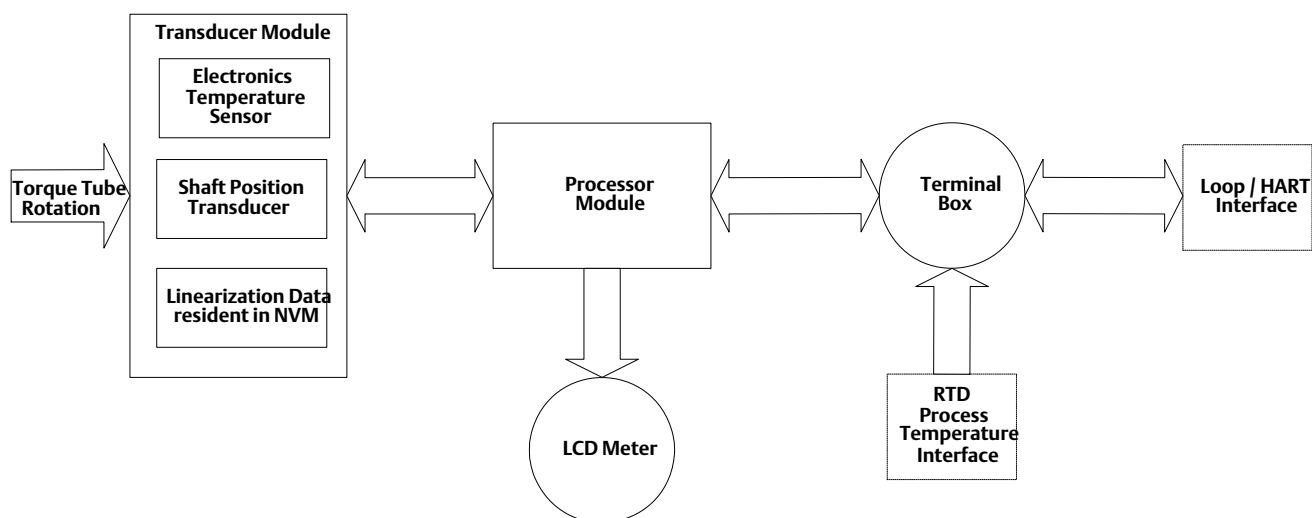 Transducer Module
Electronics
Temperature
Sensor
Torque Tube
Rotation
Shaft Position
Transducer
Linearization Data
resident in NVM
Processor
Module
LCD Meter
Terminal
Box
RTD
Process
Temperature
Interface
Loop / HART
Interface